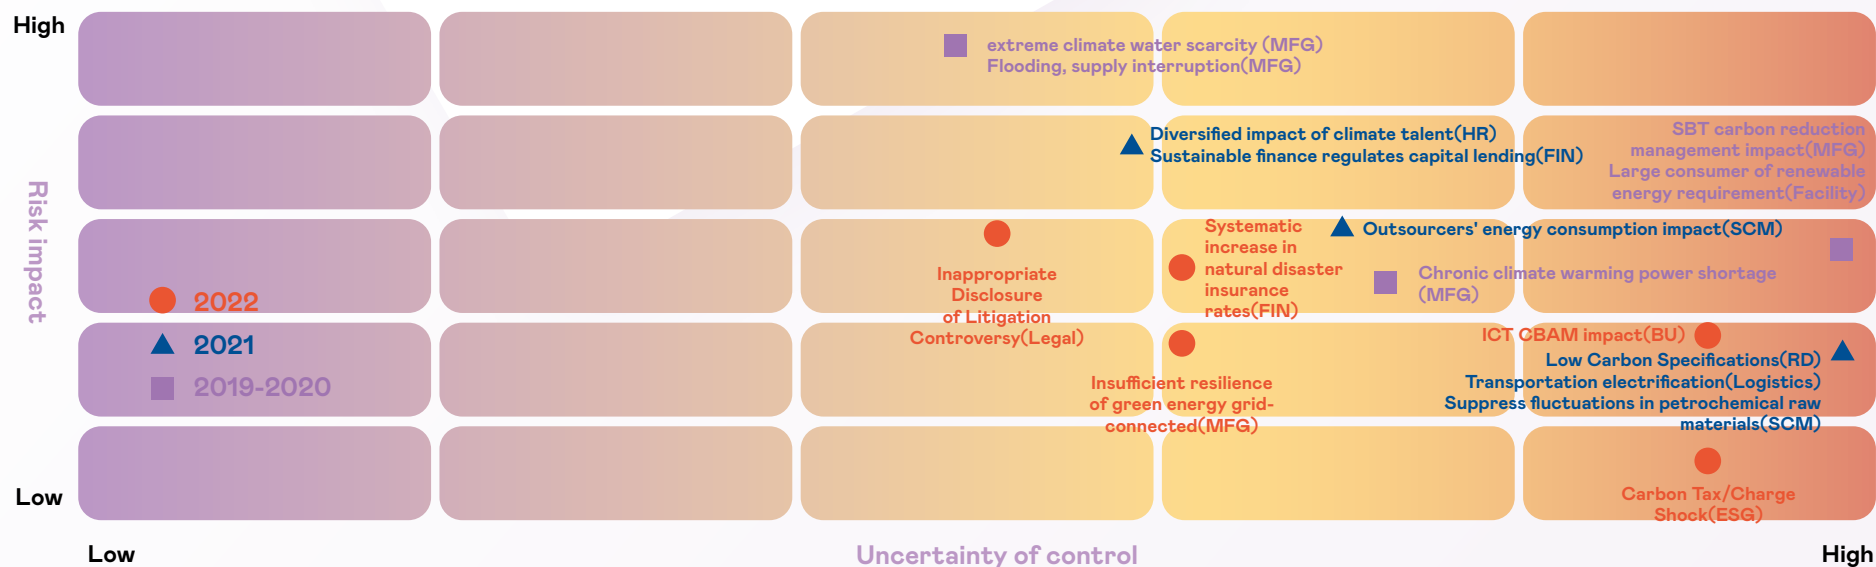 High
extreme climate water scarcity (MFG)
Flooding, supply interruption(MFG)
Diversified impact of climate talent(HR)
Sustainable finance regulates capital lending(FIN)
SBT carbon reduction
management impact(MFG)
Large consumer of renewable
energy requirement(Facility)
Risk impact
Systematic
increase in
natural disaster
insurance
rates(FIN)
Outsourcers' energy consumption impact(SCM)
Inappropriate
Disclosure
of Litigation
Controversy(Legal)
Chronic climate warming power shortage
(MFG)
2022
2021
2019-2020
ICT CBAM impact(BU)
Low Carbon Specifications(RD)
Transportation electrification(Logistics)
Suppress fluctuations in petrochemical raw
materials(SCM)
Insufficient resilience
of green energy grid-
connected(MFG)
Carbon Tax/Charge
Shock(ESG)
Low
Low
Uncertainty of control
High